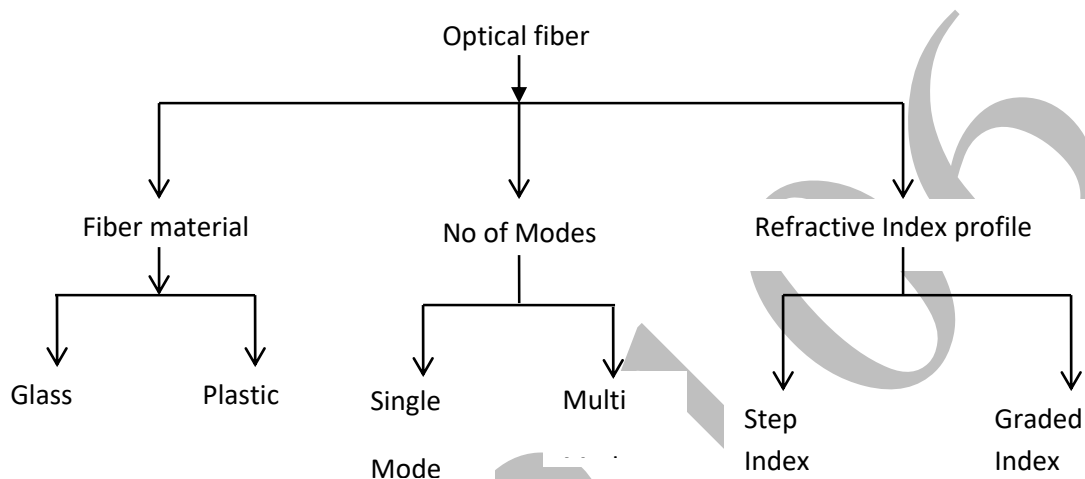 Optical fiber
Fiber material
No of Modes
Refractive Index profile
Glass
Plastic
Single
Mode
Multi
Step
Index
Graded
Index